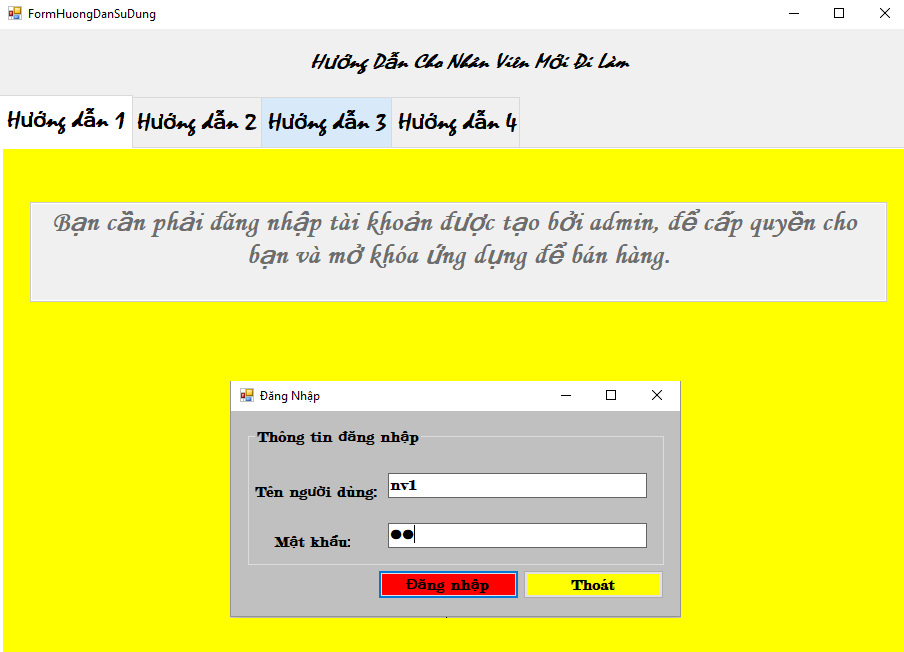 FormHuongDanSuDung
Hướng Dẫn Cho Nhân Viên Mới Đi Làm
Hướng dẫn 1
Hướng dẫn 2
Hướng dẫn 3
Hướng dẫn 4
Bạn cần phải đăng nhập tài khoản được tạo bởi admin, để cấp quyền cho
bạn và mở khóa ứng dụng để bán hàng.
Đăng Nhập
Thông tin đăng nhập
Tên người dùng:
nv1
Mật khẩu:
Đăng nhập
Thoát